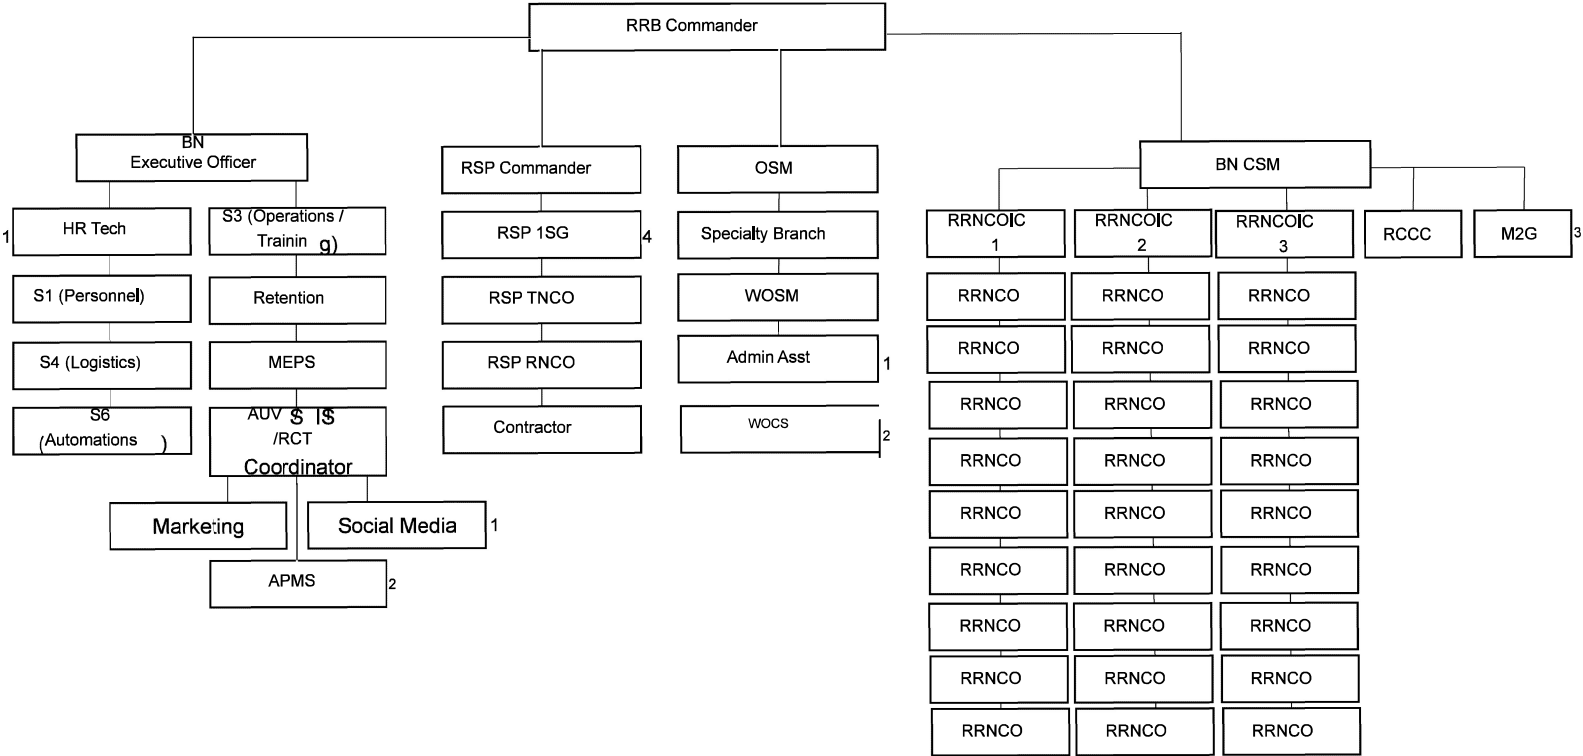 RRB Commander
BN
Executive Officer
HR Tech
1
S1 (Personnel)
S4 (Logistics)
S6
(Automations )
S3 (Operations /
Trainin g)
Retention
MEPS
AUV $ I$
/RCT
Coordinator
Marketing
Social Media 1
APMS 2
RSP Commander
RSP 1SG 4
RSP TNCO
RSP RNCO
Contractor
OSM
Specialty Branch
WOSM
Admin Asst 1
WOCS 2
BN CSM
RRNCOIC
1
RRNCO
RRNCO
RRNCO
RRNCO
RRNCO
RRNCO
RRNCO
RRNCO
RRNCO
RRNCOIC
2
RRNCO
RRNCO
RRNCO
RRNCO
RRNCO
RRNCO
RRNCO
RRNCO
RRNCO
RRNCOIC
3
RRNCO
RRNCO
RRNCO
RRNCO
RRNCO
RRNCO
RRNCO
RRNCO
RRNCO
RCCC
M2G 3